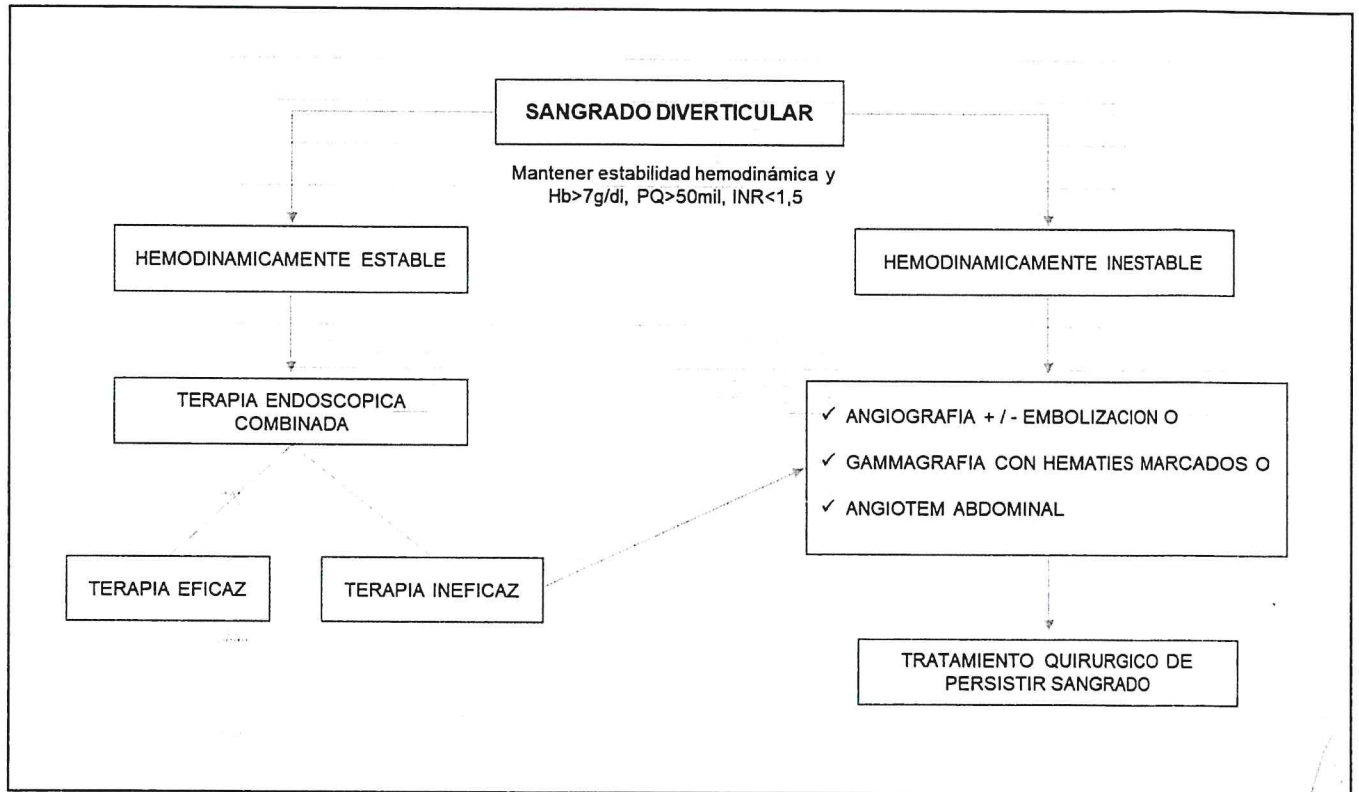 SANGRADO DIVERTICULAR
Mantener estabilidad hemodinámica y
Hb>7g/dl, PQ>50mil, INR<1,5
HEMODINAMICAMENTE ESTABLE
HEMODINAMICAMENTE INESTABLE
TERAPIA ENDOSCOPICA
COMBINADA
✓ ANGIOGRAFIA + / - EMBOLIZACION O
✓ GAMMAGRAFIA CON HEMATIES MARCADOS O
✓ ANGIOTEM ABDOMINAL
TERAPIA EFICAZ
TERAPIA INEFICAZ
TRATAMIENTO QUIRURGICO DE
PERSISTIR SANGRADO